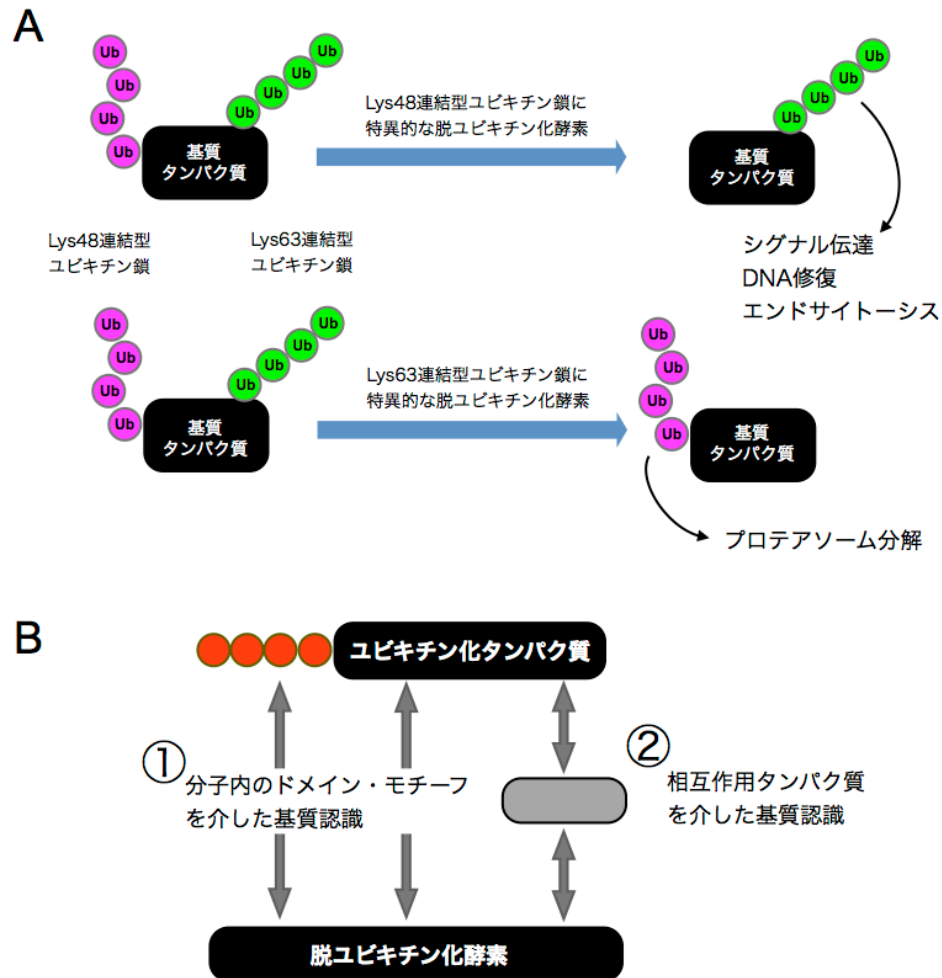 A
Ub Ub
Ub Ub
Ub Ub
Ub Ub
基質
タンパク質
Lys48連結型ユビキチン鎖に
特異的な脱ユビキチン化酵素
Ub
Ub
Ub
Ub
基質
タンパク質
Lys48連結型
ユビキチン鎖
Lys63連結型
ユビキチン鎖
シグナル伝達
DNA修復
エンドサイトーシス
Ub Ub
Ub Ub
Ub Ub
Ub Ub
基質
タンパク質
Lys63連結型ユビキチン鎖に
特異的な脱ユビキチン化酵素
Ub
Ub
Ub
Ub
基質
タンパク質
プロテアソーム分解
B
ユビキチン化タンパク質
①
分子内のドメイン・モチーフ
を介した基質認識
②
相互作用タンパク質
を介した基質認識
脱ユビキチン化酵素